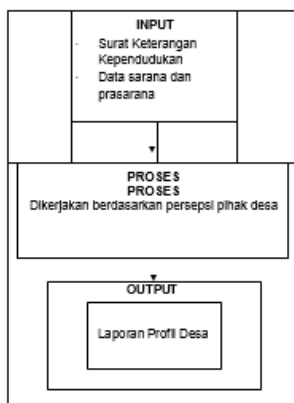 INPUT
- Surat Keterangan
Kependudukan
- Data sarana dan
prasarana
PROSES
PROSES
Dikerjakan berdasarkan persepsi pihak desa
OUTPUT
Laporan Profil Desa